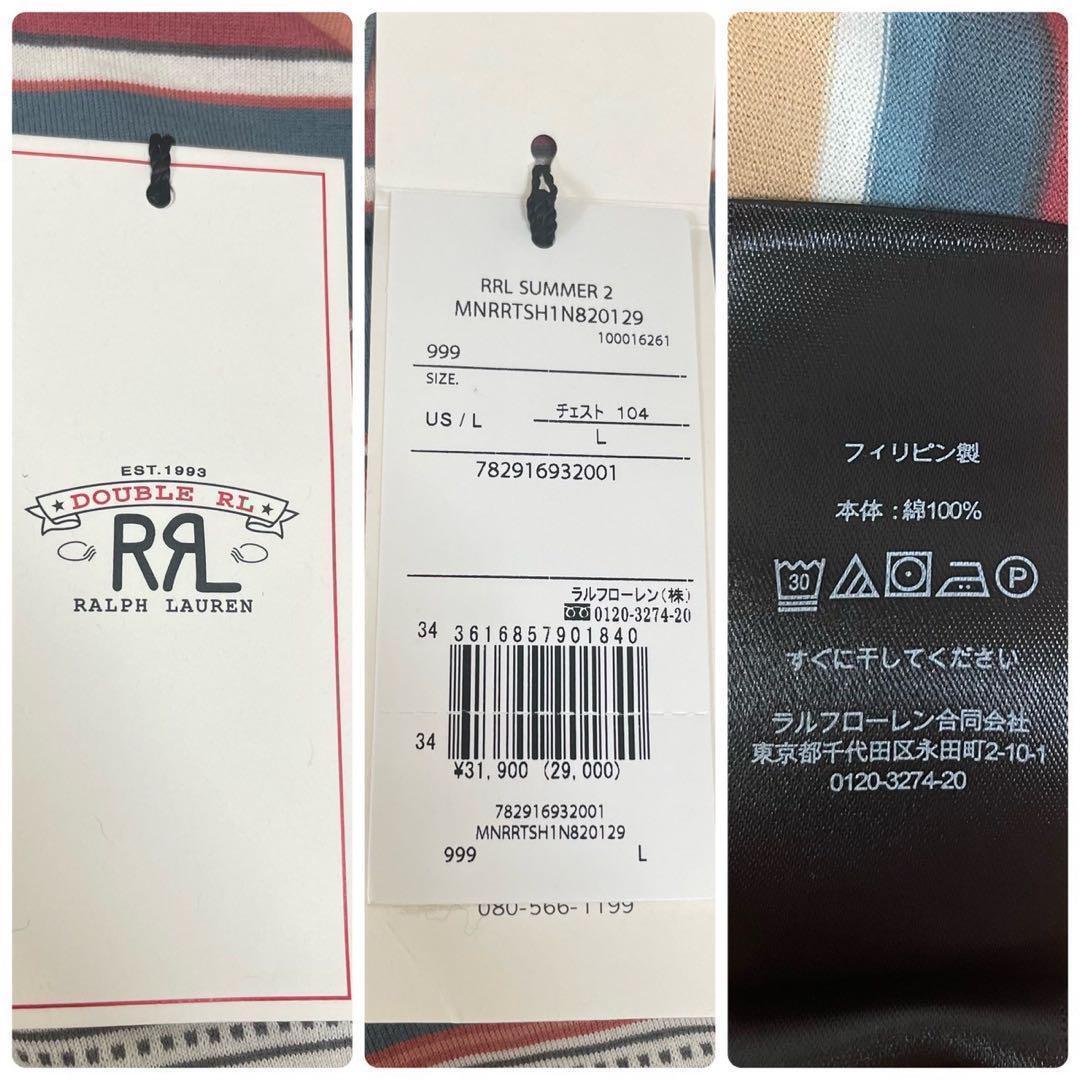 EST.1993
DOUBLE RL
RRL
RALPH LAUREN
RRL SUMMER 2
MNRRTSH1N820129
100016261
999
SIZE.
US / L
チェスト 104
L
782916932001
ラルフローレン(株)
0120-3274-20
34
3616857901840
34
¥31,900 (29,000)
782916932001
MNRRTSH1N820129
999 L
080-566-1199
フィリピン製
本体 : 綿100%
30 P
すぐに干してください
ラルフローレン合同会社
東京都千代田区永田町2-10-1
0120-3274-20